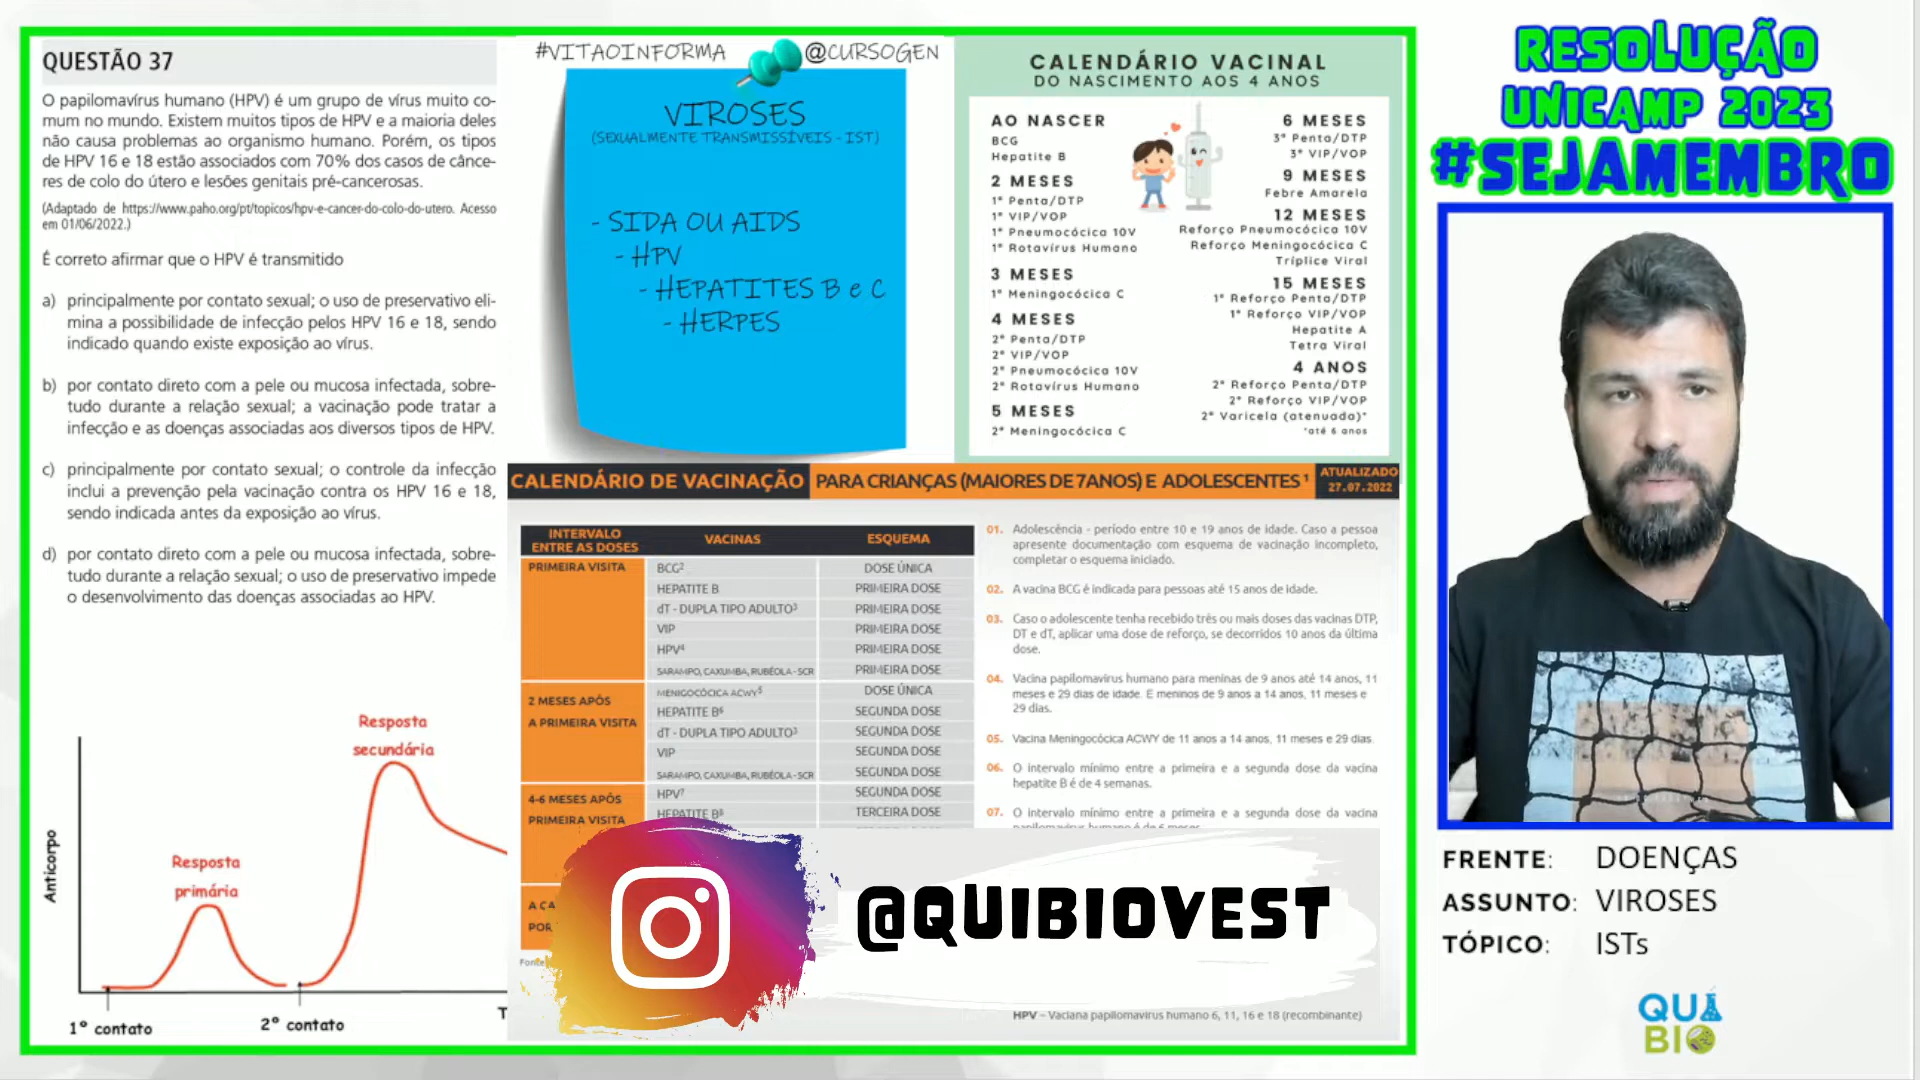 QUESTÃO 37
O papilomavírus humano (HPV) é um grupo de vírus muito co-
mum no mundo. Existem muitos tipos de HPV e a maioria deles
não causa problemas ao organismo humano. Porém, os tipos
de HPV 16 e 18 estão associados com 70% dos casos de cânce-
res de colo do útero e lesões genitais pré-cancerosas.
(Adaptado de https://www.paho.org/pt/topicos/hpv-e-cancer-do-colo-do-utero. Acesso
em 01/06/2022.)
É correto afirmar que o HPV é transmitido
a) principalmente por contato sexual; o uso de preservativo eli-
mina a possibilidade de infecção pelos HPV 16 e 18, sendo
indicado quando existe exposição ao vírus.
b) por contato direto com a pele ou mucosa infectada, sobre-
tudo durante a relação sexual; a vacinação pode tratar a
infecção e as doenças associadas aos diversos tipos de HPV.
c) principalmente por contato sexual; o controle da infecção
inclui a prevenção pela vacinação contra os HPV 16 e 18,
sendo indicada antes da exposição ao vírus.
d) por contato direto com a pele ou mucosa infectada, sobre-
tudo durante a relação sexual; o uso de preservativo impede
o desenvolvimento das doenças associadas ao HPV.
Resposta
secundária
Resposta
primária
Anticorpo
1º contato
2º contato
T
#VITAOINFORMA @CURSOGEN
VIROSES
(SEXUALMENTE TRANSMISSÍVEIS - IST)
- SIDA OU AIDS
- HPV
- HEPATITES B e C
- HERPES
CALENDÁRIO VACINAL
DO NASCIMENTO AOS 4 ANOS
AO NASCER
BCG
Hepatite B
2 MESES
1ª Penta/DTP
1ª VIP/VOP
1ª Pneumocócica 10V
1ª Rotavírus Humano
3 MESES
1ª Meningocócica C
4 MESES
2ª Penta/DTP
2ª VIP/VOP
2ª Pneumocócica 10V
2ª Rotavírus Humano
5 MESES
2ª Meningocócica C
6 MESES
3ª Penta/DTP
3ª VIP/VOP
9 MESES
Febre Amarela
12 MESES
Reforço Pneumocócica 10V
Reforço Meningocócica C
Tríplice Viral
15 MESES
1º Reforço Penta/DTP
1º Reforço VIP/VOP
Hepatite A
Tetra Viral
4 ANOS
2º Reforço Penta/DTP
2º Reforço VIP/VOP
2ª Varicela (atenuada)*
*até 6 anos
CALENDÁRIO DE VACINAÇÃO PARA CRIANÇAS (MAIORES DE 7ANOS) E ADOLESCENTES ¹
ATUALIZADO
27.07.2022
INTERVALO
ENTRE AS DOSES
VACINAS
ESQUEMA
PRIMEIRA VISITA
BCG² DOSE ÚNICA
HEPATITE B PRIMEIRA DOSE
dT - DUPLA TIPO ADULTO³ PRIMEIRA DOSE
VIP PRIMEIRA DOSE
HPV⁴ PRIMEIRA DOSE
SARAMPO, CAXUMBA, RUBÉOLA - SCR PRIMEIRA DOSE
2 MESES APÓS
A PRIMEIRA VISITA
MENIGOCÓCICA ACWY⁵ DOSE ÚNICA
HEPATITE B⁶ SEGUNDA DOSE
dT - DUPLA TIPO ADULTO³ SEGUNDA DOSE
VIP SEGUNDA DOSE
SARAMPO, CAXUMBA, RUBÉOLA - SCR SEGUNDA DOSE
4-6 MESES APÓS
PRIMEIRA VISITA
HPV⁷ SEGUNDA DOSE
HEPATITE B⁸ TERCEIRA DOSE
A CA
POR
01. Adolescência - período entre 10 e 19 anos de idade. Caso a pessoa
apresente documentação com esquema de vacinação incompleto,
completar o esquema iniciado.
02. A vacina BCG é indicada para pessoas até 15 anos de idade.
03. Caso o adolescente tenha recebido três ou mais doses das vacinas DTP,
DT e dT, aplicar uma dose de reforço, se decorridos 10 anos da última
dose.
04. Vacina papilomavirus humano para meninas de 9 anos até 14 anos, 11
meses e 29 dias de idade. E meninos de 9 anos a 14 anos, 11 meses e
29 dias.
05. Vacina Meningocócica ACWY de 11 anos a 14 anos, 11 meses e 29 dias
06. O intervalo mínimo entre a primeira e a segunda dose da vacina
hepatite B é de 4 semanas.
07. O intervalo mínimo entre a primeira e a segunda dose da vacina
papilomavirus humano é de 6 meses
HPV – Vaciana papilomavirus humano 6, 11, 16 e 18 (recombinante)
@QUIBIOVEST
RESOLUÇÃO
UNICAMP 2023
#SEJAMEMBRO
FRENTE: DOENÇAS
ASSUNTO: VIROSES
TÓPICO: ISTs
QUI
BIO